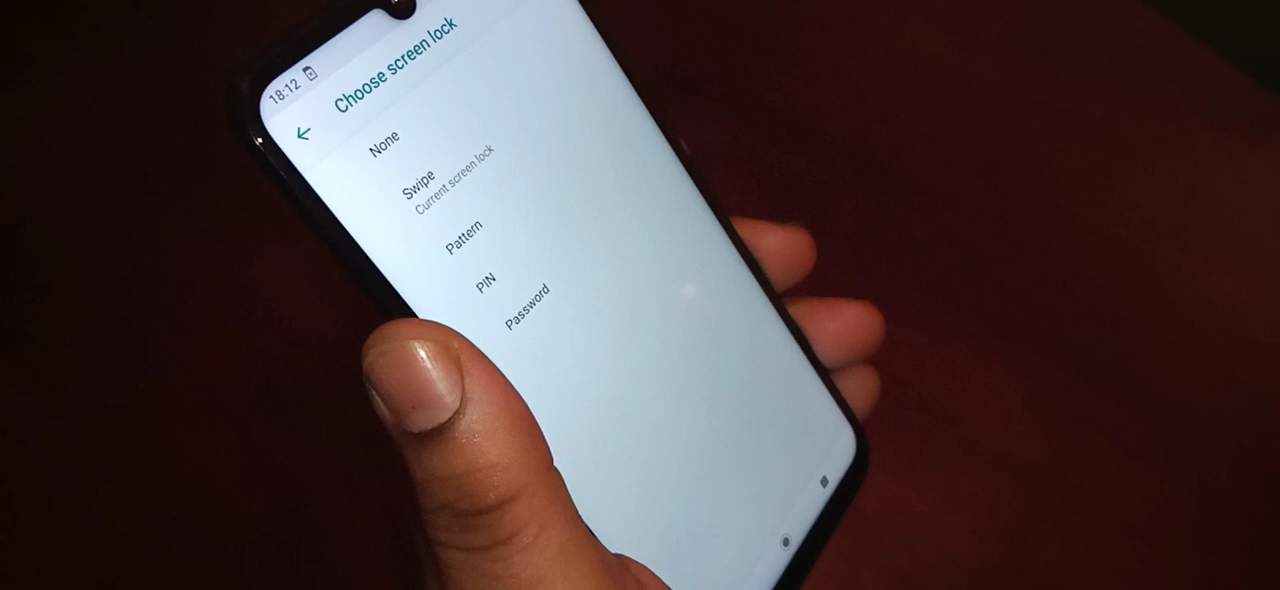 18:12
Choose screen lock
None
Swipe
Current screen lock
Pattern
PIN
Password